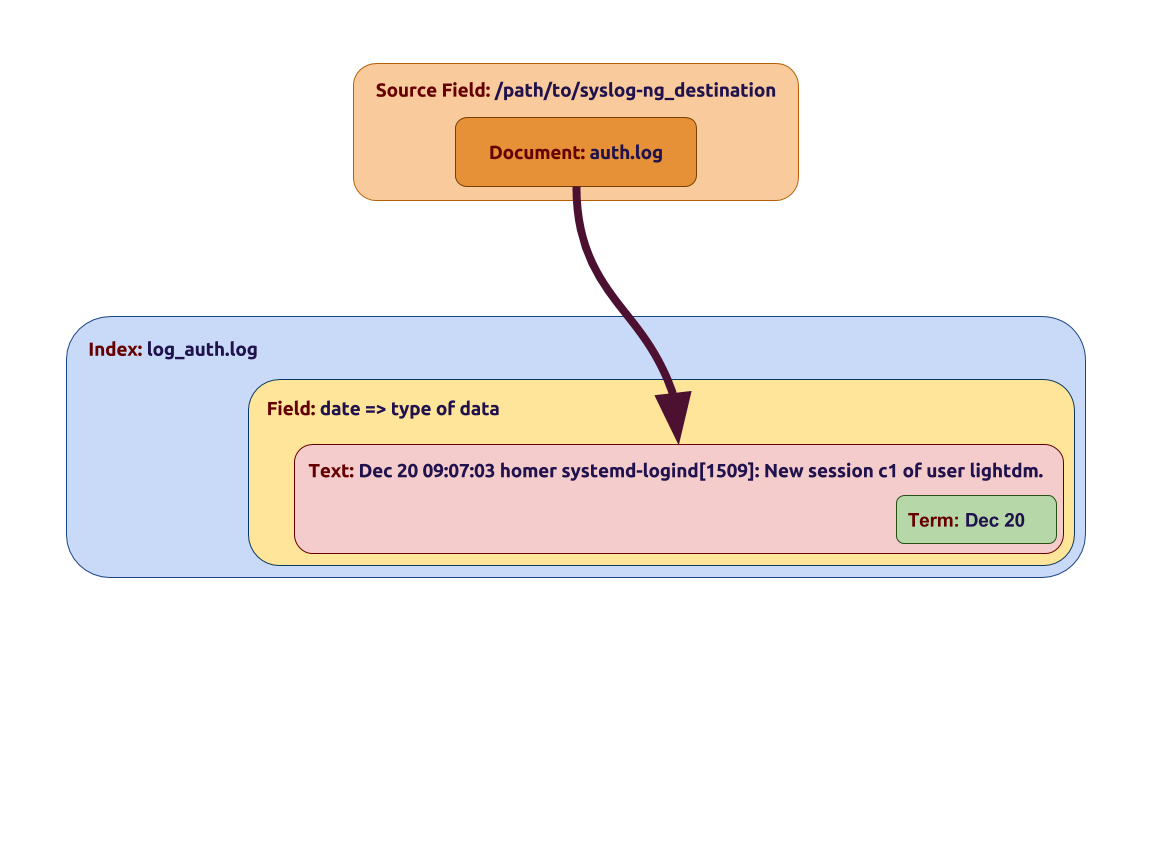 Source Field: /path/to/syslog-ng_destination
Document: auth.log
Index: log_auth.log
Field: date => type of data
Text: Dec 20 09:07:03 homer systemd-logind[1509]: New session c1 of user lightdm.
Term: Dec 20